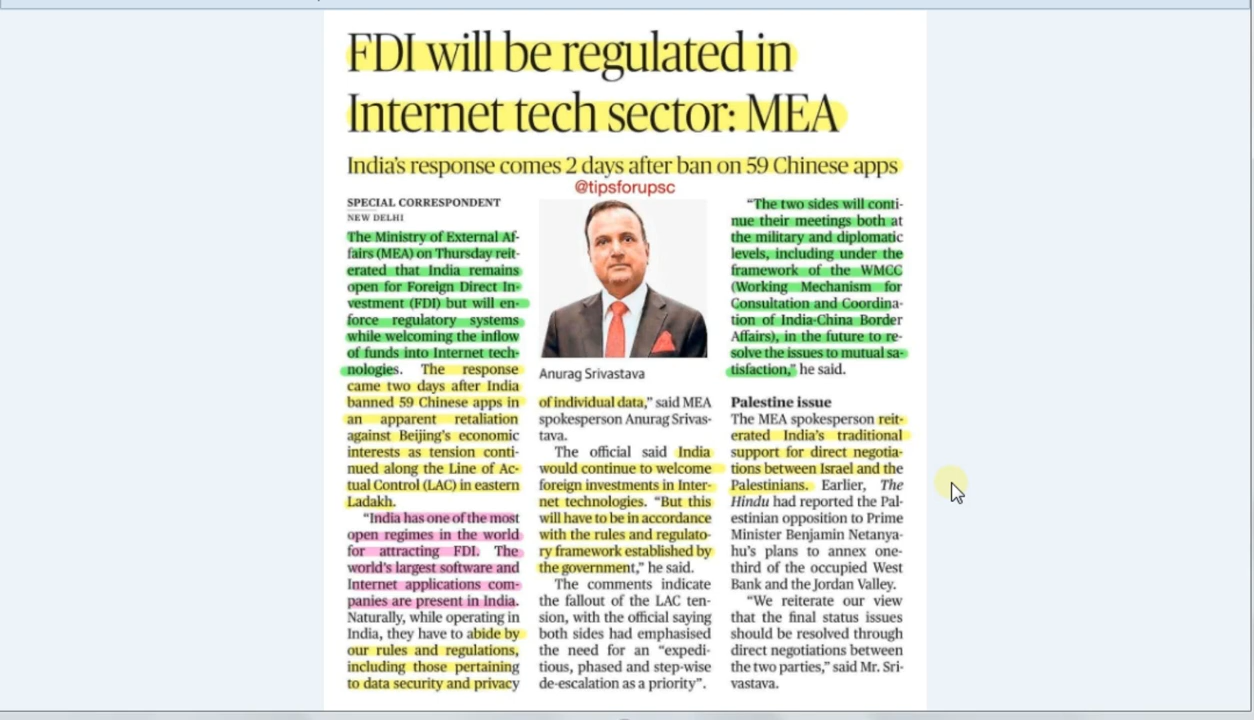 FDI will be regulated in
Internet tech sector: MEA
India's response comes 2 days after ban on 59 Chinese apps
@tipsforupsc
SPECIAL CORRESPONDENT
NEW DELHI
The Ministry of External Af-
fairs (MEA) on Thursday reit-
erated that India remains
open for Foreign Direct In-
vestment (FDI) but will en-
force regulatory systems
while welcoming the inflow
of funds into Internet tech-
nologies. The response
came two days after India
banned 59 Chinese apps in
an apparent retaliation
against Beijing's economic
interests as tension conti-
nued along the Line of Ac-
tual Control (LAC) in eastern
Ladakh.
"India has one of the most
open regimes in the world
for attracting FDI. The
world's largest software and
Internet applications com-
panies are present in India.
Naturally, while operating in
India, they have to abide by
our rules and regulations,
including those pertaining
to data security and privacy
Anurag Srivastava
of individual data," said MEA
spokesperson Anurag Srivas-
tava.
The official said India
would continue to welcome
foreign investments in Inter-
net technologies. "But this
will have to be in accordance
with the rules and regulato-
ry framework established by
the government," he said.
The comments indicate
the fallout of the LAC ten-
sion, with the official saying
both sides had emphasised
the need for an "expedi-
tious, phased and step-wise
de-escalation as a priority".
"The two sides will conti-
nue their meetings both at
the military and diplomatic
levels, including under the
framework of the WMCC
(Working Mechanism for
Consultation and Coordina-
tion of India-China Border
Affairs), in the future to re-
solve the issues to mutual sa-
tisfaction," he said.
Palestine issue
The MEA spokesperson reit-
erated India's traditional
support for direct negotia-
tions between Israel and the
Palestinians. Earlier, The
Hindu had reported the Pal-
estinian opposition to Prime
Minister Benjamin Netanya-
hu's plans to annex one-
third of the occupied West
Bank and the Jordan Valley.
"We reiterate our view
that the final status issues
should be resolved through
direct negotiations between
the two parties," said Mr. Sri-
vastava.